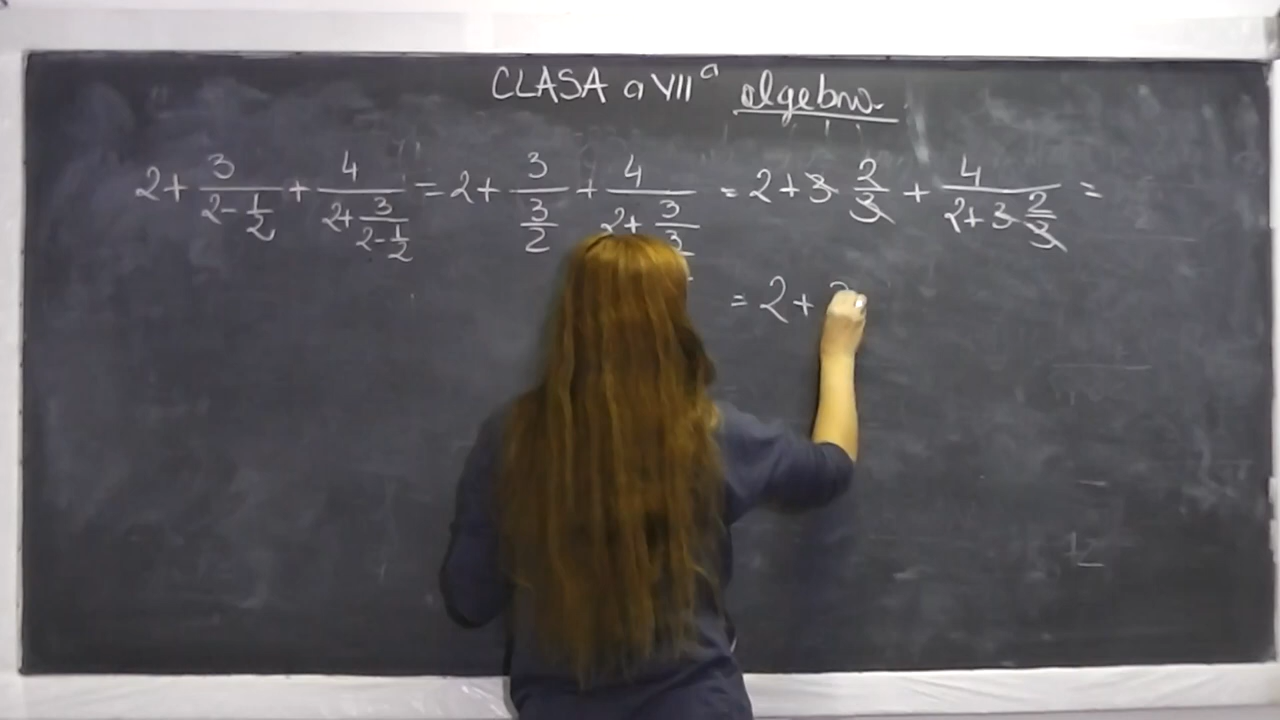 CLASA a VII ª algebra
2 + 3/(2 - 1/2) + 4/(2 + 3/(2 - 1/2)) = 2 + 3/(3/2) + 4/(2 + 3/(3 = 2 + 3 · 2/3 + 4/(2 + 3 · 2/3) =
= 2 +